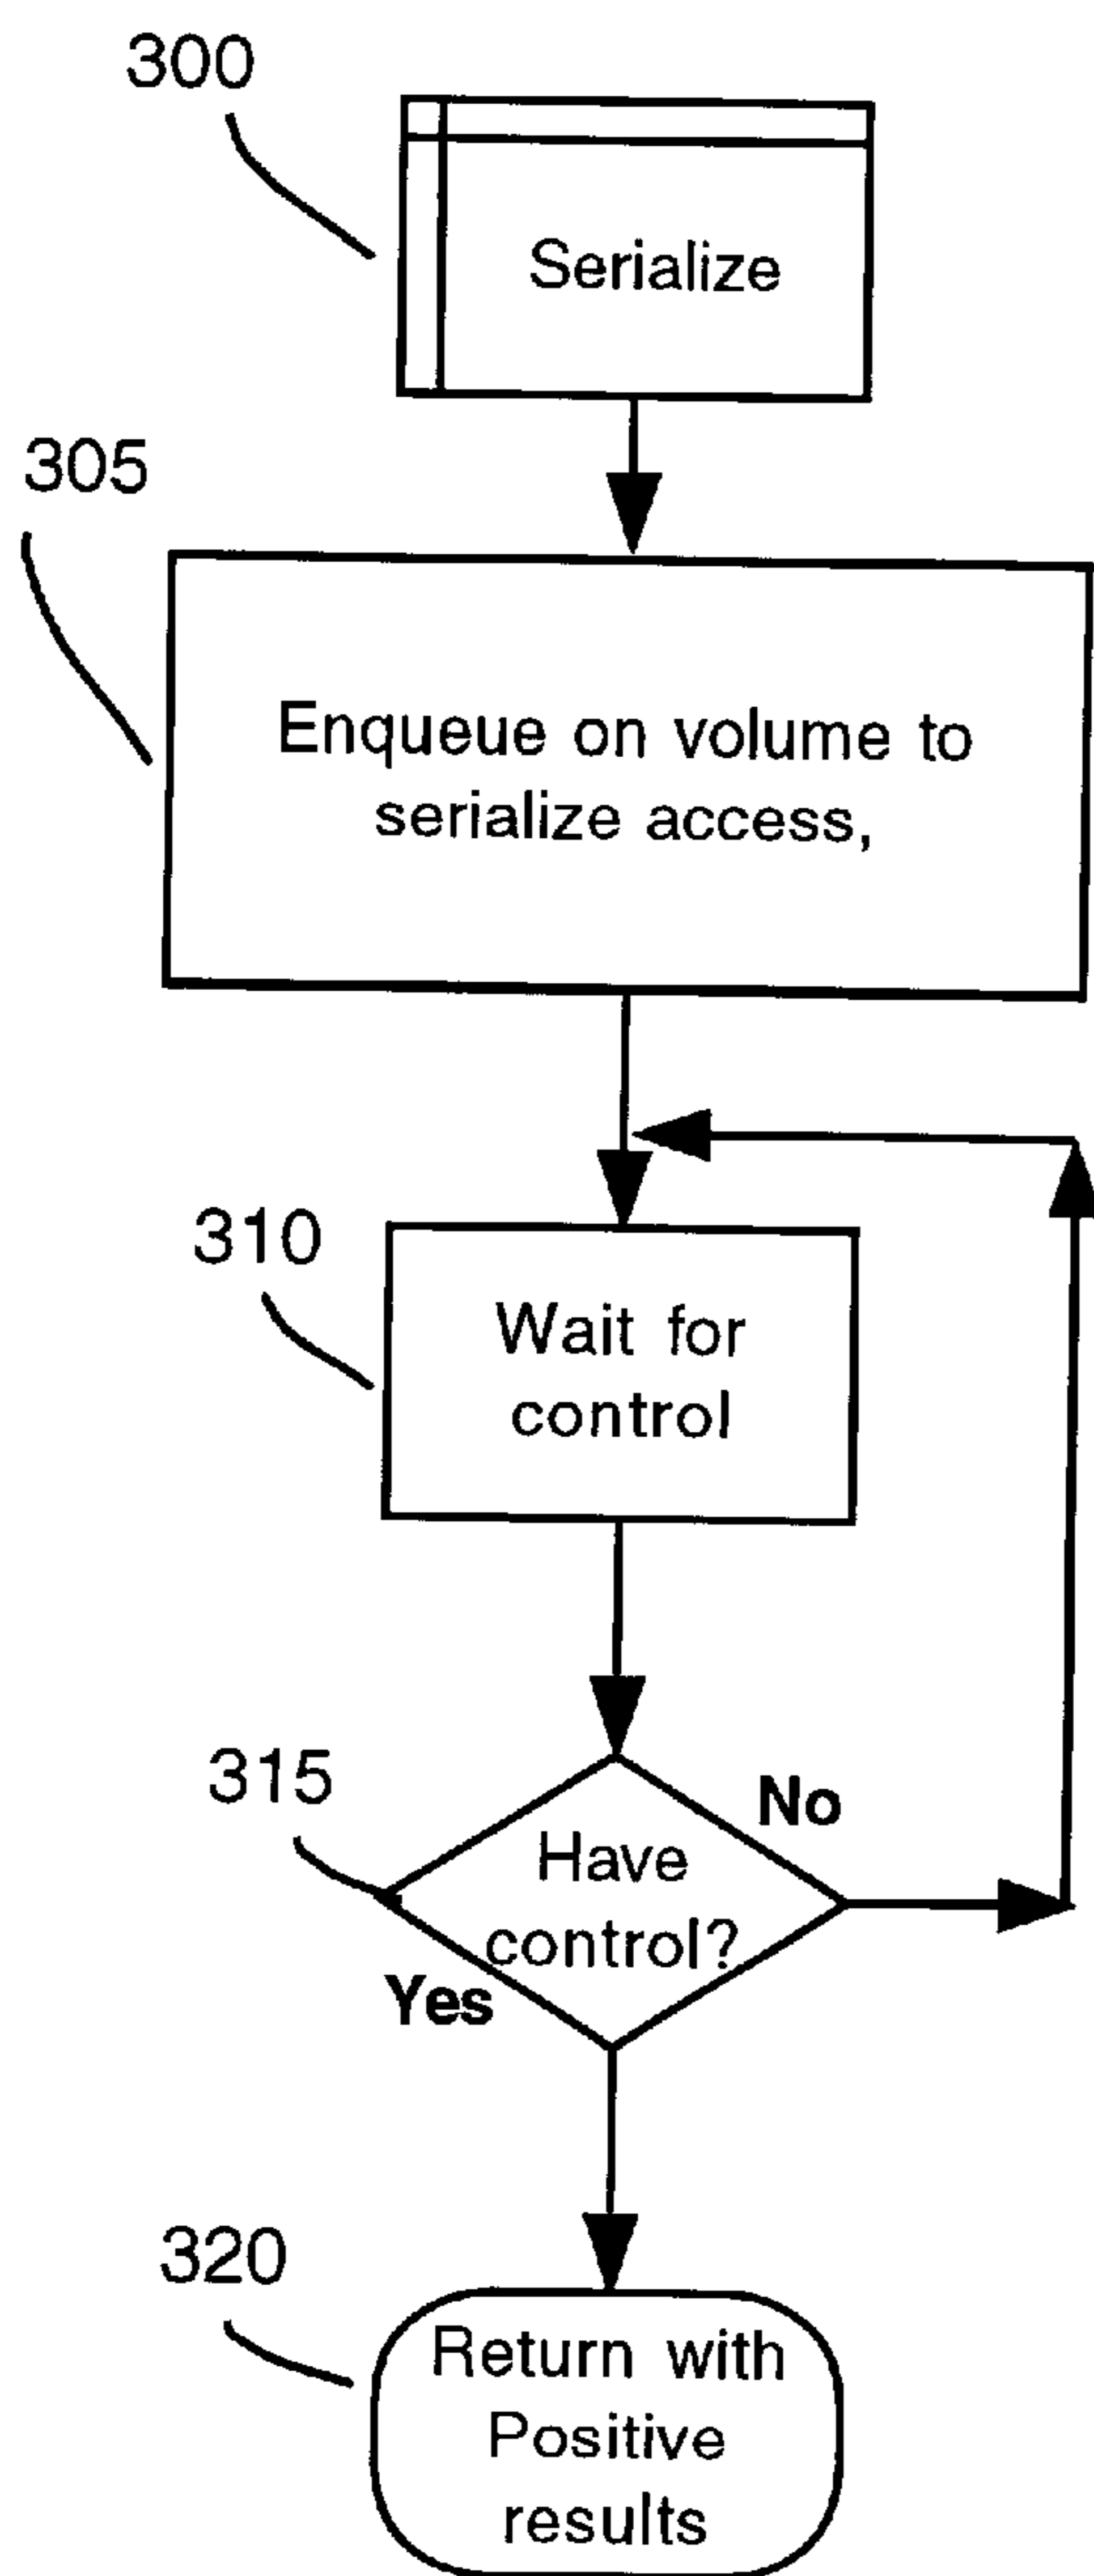 300
Serialize
305
Enqueue on volume to
serialize access,
310
Wait for
control
315
No
Have
control?
Yes
320
Return with
Positive
results